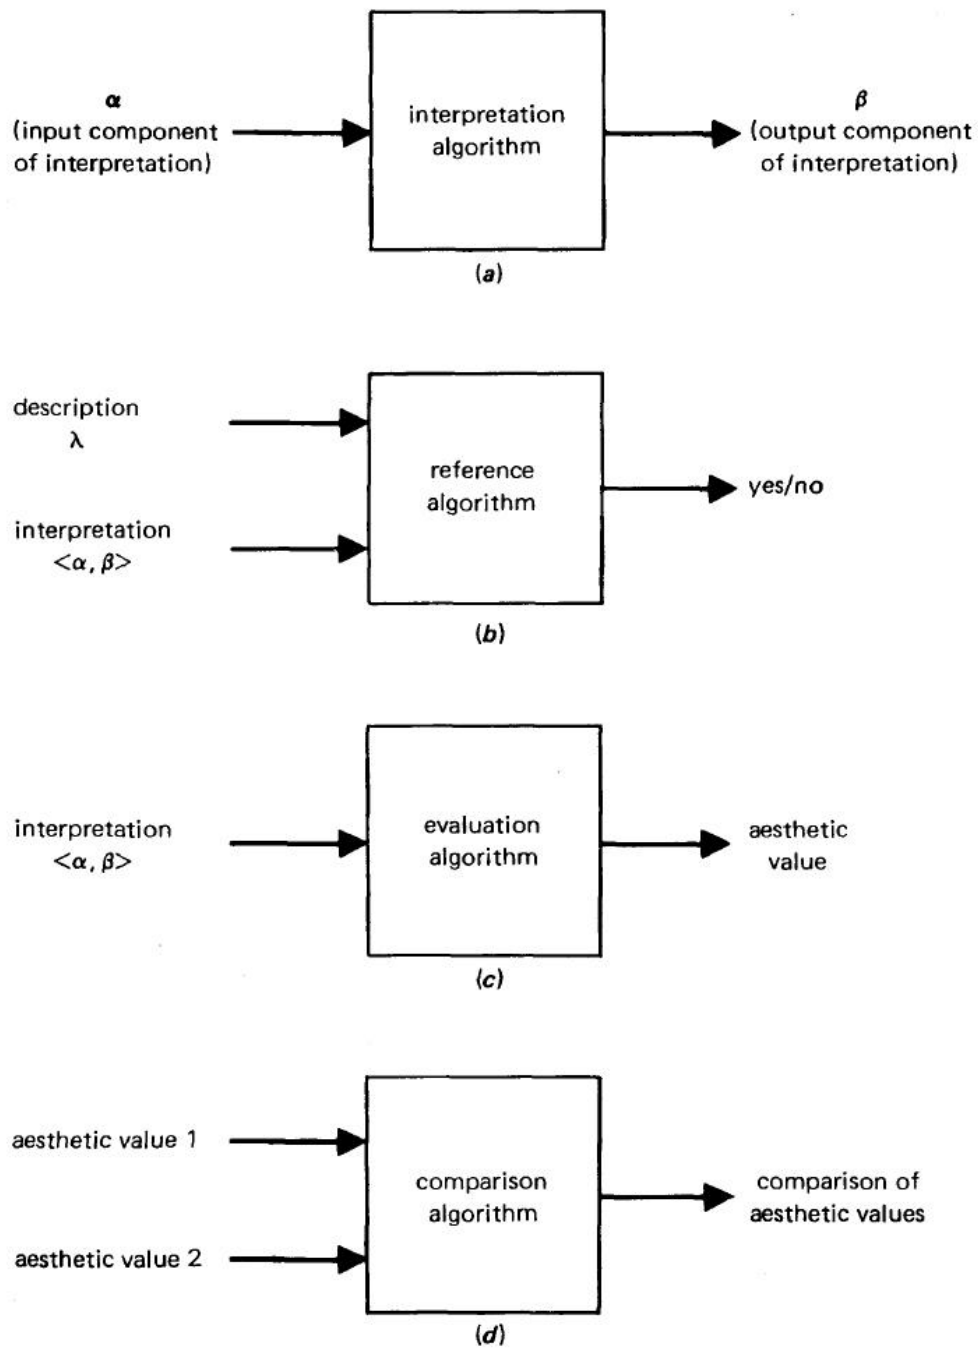 α
(input component
of interpretation)
interpretation
algorithm
β
(output component
of interpretation)
(a)
description
λ
interpretation
<α, β>
reference
algorithm
yes/no
(b)
interpretation
<α, β>
evaluation
algorithm
aesthetic
value
(c)
aesthetic value 1
aesthetic value 2
comparison
algorithm
comparison of
aesthetic values
(d)